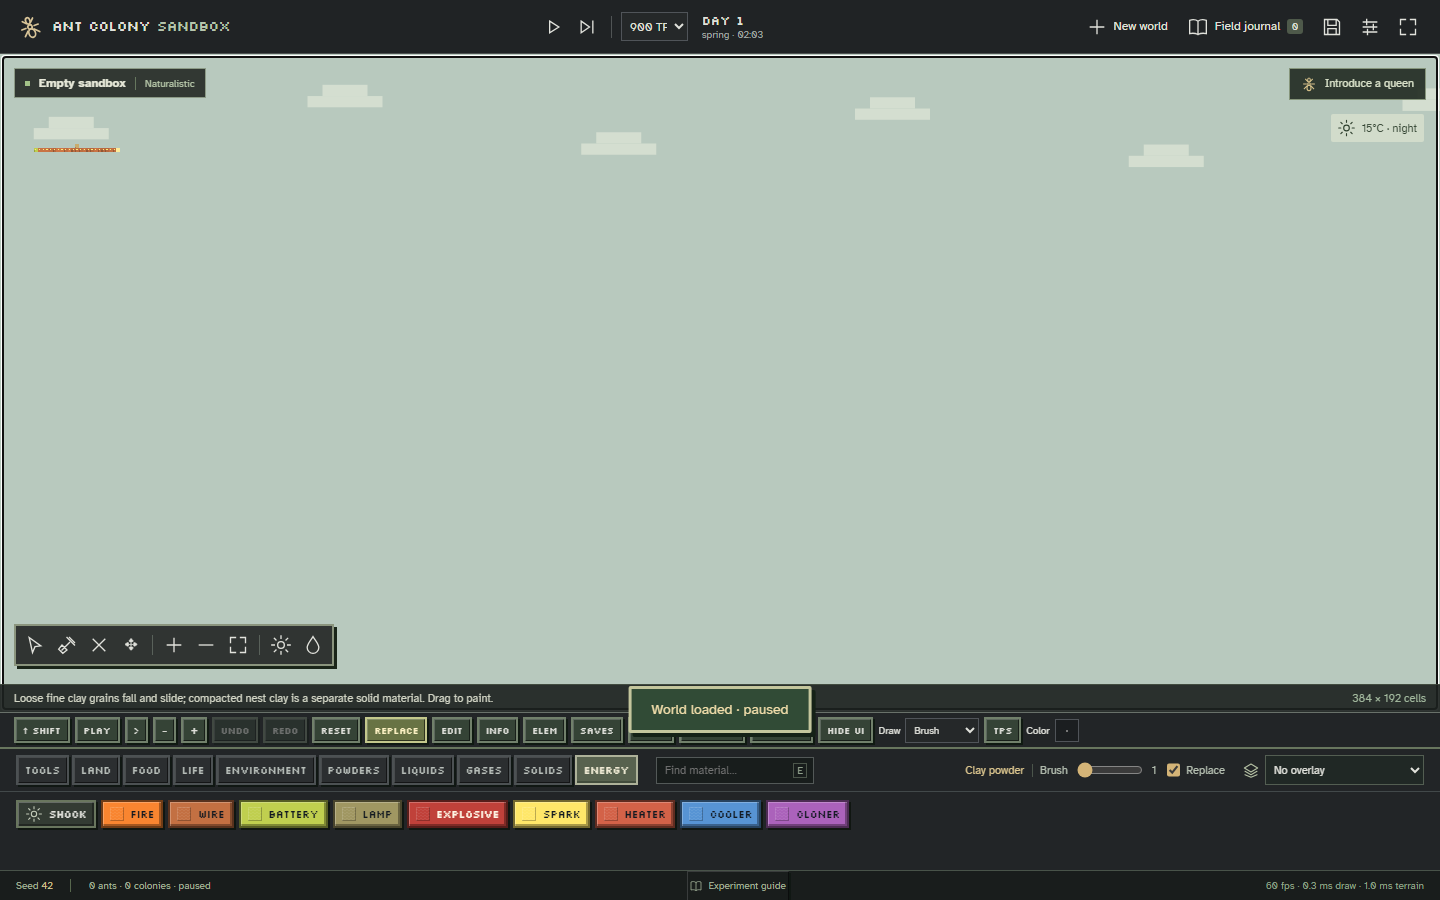 ANT COLONY SANDBOX
900 TP
DAY 1
spring · 02:03
New world
Field journal 0
Empty sandbox
Naturalistic
Introduce a queen
15°C · night
Loose fine clay grains fall and slide; compacted nest clay is a separate solid material. Drag to paint.
384 × 192 cells
World loaded · paused
↑ SHIFT PLAY > - + UNDO REDO RESET REPLACE EDIT INFO ELEM SAVES HIDE UI Draw Brush TPS Color
TOOLS LAND FOOD LIFE ENVIRONMENT POWDERS LIQUIDS GASES SOLIDS ENERGY Find material... E Clay powder Brush 1 Replace No overlay
SHOCK FIRE WIRE BATTERY LAMP EXPLOSIVE SPARK HEATER COOLER CLONER
Seed 42
0 ants · 0 colonies · paused
Experiment guide
60 fps · 0.3 ms draw · 1.0 ms terrain